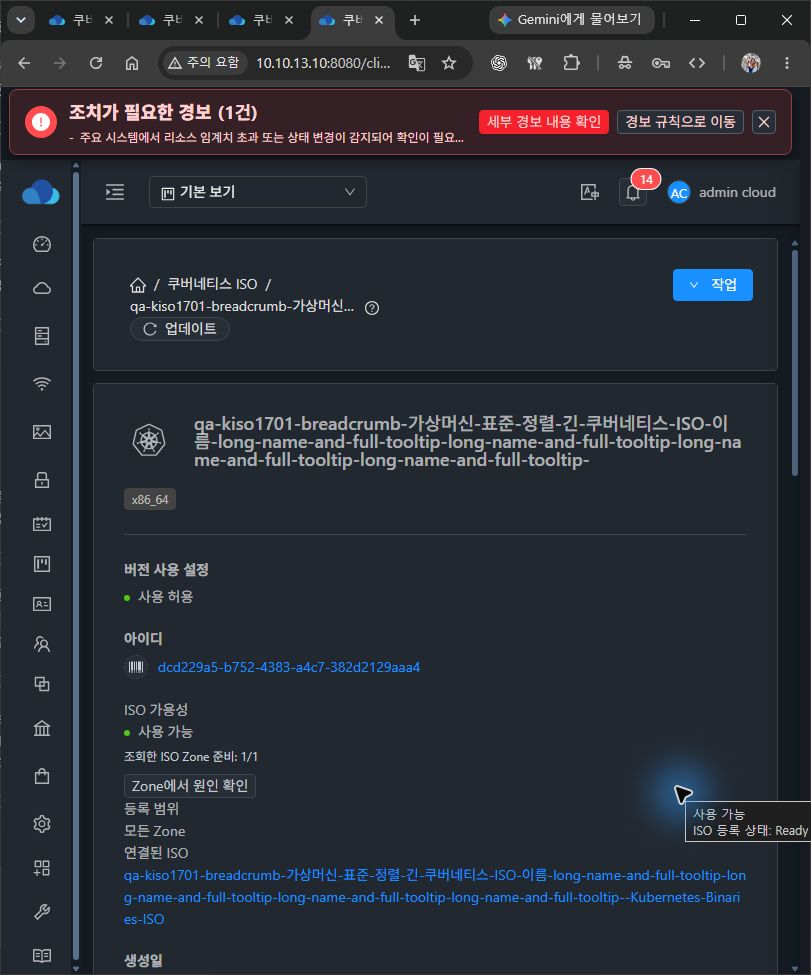 쿠버
쿠버
쿠버
쿠버
Gemini에게 물어보기
주의 요함
10.10.13.10:8080/cli...
조치가 필요한 경보 (1건)
- 주요 시스템에서 리소스 임계치 초과 또는 상태 변경이 감지되어 확인이 필요...
세부 경보 내용 확인
경보 규칙으로 이동
기본 보기
14
AC
admin cloud
/ 쿠버네티스 ISO /
qa-kiso1701-breadcrumb-가상머신...
업데이트
작업
qa-kiso1701-breadcrumb-가상머신-표준-정렬-긴-쿠버네티스-ISO-이
름-long-name-and-full-tooltip-long-name-and-full-tooltip-long-na
me-and-full-tooltip-long-name-and-full-tooltip-
x86_64
버전 사용 설정
사용 허용
아이디
dcd229a5-b752-4383-a4c7-382d2129aaa4
ISO 가용성
사용 가능
조회한 ISO Zone 준비: 1/1
Zone에서 원인 확인
등록 범위
모든 Zone
연결된 ISO
qa-kiso1701-breadcrumb-가상머신-표준-정렬-긴-쿠버네티스-ISO-이름-long-name-and-full-tooltip-lon
g-name-and-full-tooltip-long-name-and-full-tooltip-long-name-and-full-tooltip--Kubernetes-Binari
es-ISO
사용 가능
ISO 등록 상태: Ready
생성일